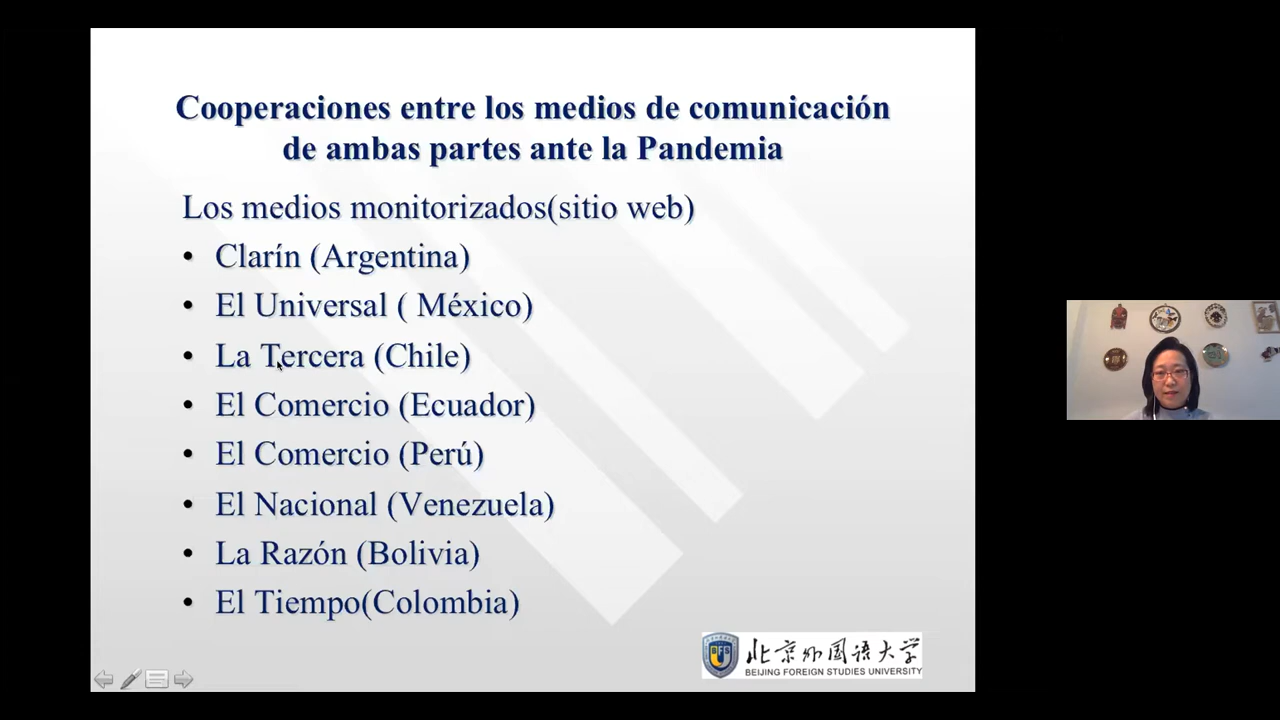 Cooperaciones entre los medios de comunicación
de ambas partes ante la Pandemia
Los medios monitorizados(sitio web)
• Clarín (Argentina)
• El Universal ( México)
• La Tercera (Chile)
• El Comercio (Ecuador)
• El Comercio (Perú)
• El Nacional (Venezuela)
• La Razón (Bolivia)
• El Tiempo(Colombia)
北京外国语大学
BEIJING FOREIGN STUDIES UNIVERSITY